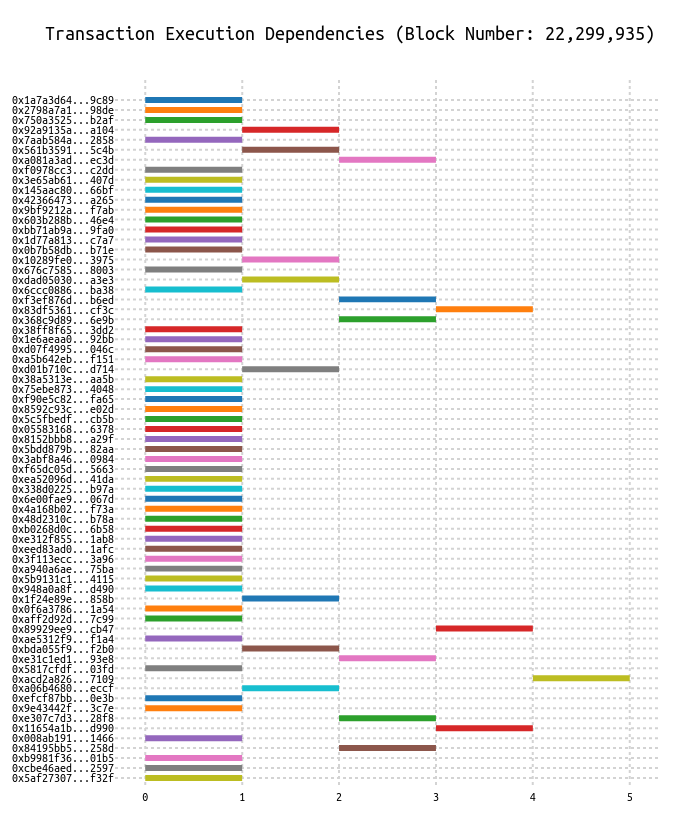 Transaction Execution Dependencies (Block Number: 22,299,935)
0x1a7a3d64...9c89
0x2798a7a1...98de
0x750a3525...b2af
0x92a9135a...a104
0x7aab584a...2858
0x561b3591...5c4b
0xa081a3ad...ec3d
0xf0978cc3...c2dd
0x3e65ab61...407d
0x145aac80...66bf
0x42366473...a265
0x9bf9212a...f7ab
0x603b288b...46e4
0xbb71ab9a...9fa0
0x1d77a813...c7a7
0x0b7b58db...b71e
0x10289fe0...3975
0x676c7585...8003
0xdad05030...a3e3
0x6ccc0886...ba38
0xf3ef876d...b6ed
0x83df5361...cf3c
0x368c9d89...6e9b
0x38ff8f65...3dd2
0x1e6aeaa0...92bb
0xd07f4995...046c
0xa5b642eb...f151
0xd01b710c...d714
0x38a5313e...aa5b
0x75ebe873...4048
0xf90e5c82...fa65
0x8592c93c...e02d
0x5c5fbedf...cb5b
0x05583168...6378
0x8152bbb8...a29f
0x5bdd879b...82aa
0x3abf8a46...0984
0xf65dc05d...5663
0xea52096d...41da
0x338d0225...b97a
0x6e00fae9...067d
0x4a168b02...f73a
0x48d2310c...b78a
0xb0268d0c...6b58
0xe312f855...1ab8
0xeed83ad0...1afc
0x3f113ecc...3a96
0xa940a6ae...75ba
0x5b9131c1...4115
0x948a0a8f...d490
0x1f24e89e...858b
0x0f6a3786...1a54
0xaff2d92d...7c99
0x89929ee9...cb47
0xae5312f9...f1a4
0xbda055f9...f2b0
0xe31c1ed1...93e8
0x5817cfdf...03fd
0xacd2a826...7109
0xa06b4680...eccf
0xefcf87bb...0e3b
0x9e43442f...3c7e
0xe307c7d3...28f8
0x11654a1b...d990
0x008ab191...1466
0x84195bb5...258d
0xb9981f36...01b5
0xcbe46aed...2597
0x5af27307...f32f
0 1 2 3 4 5